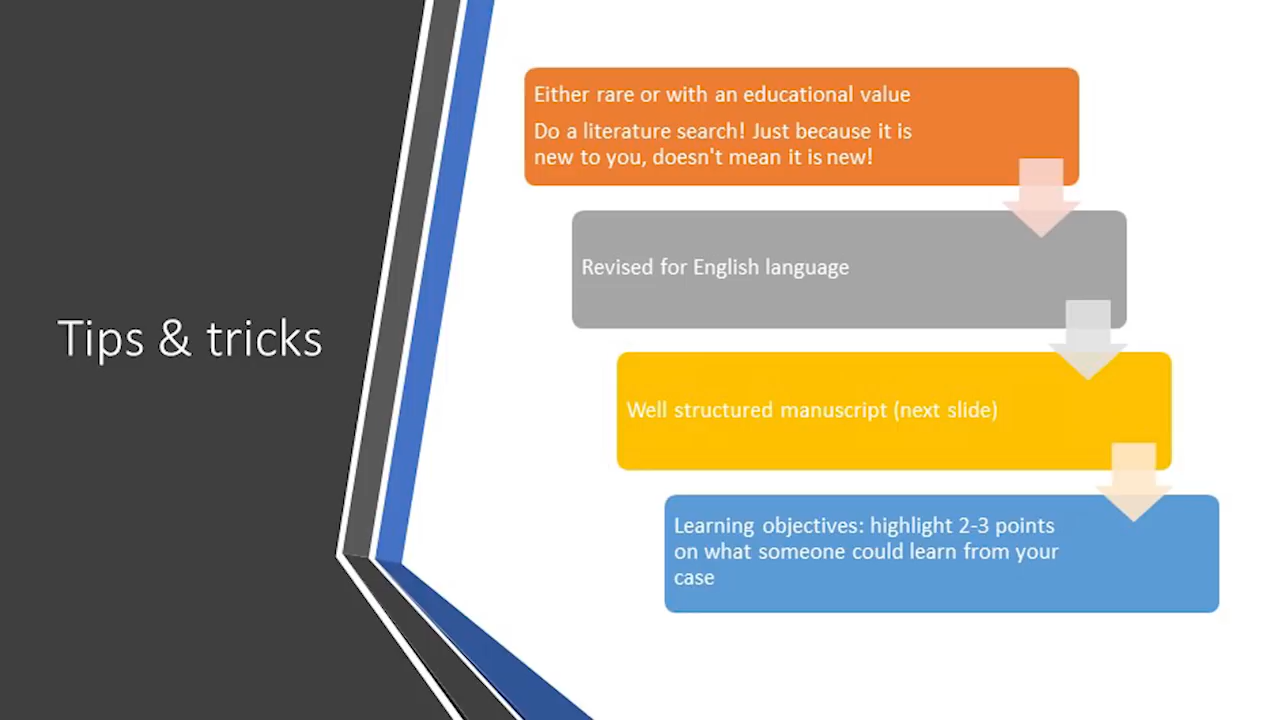 Tips & tricks
Either rare or with an educational value
Do a literature search! Just because it is
new to you, doesn't mean it is new!
Revised for English language
Well structured manuscript (next slide)
Learning objectives: highlight 2-3 points
on what someone could learn from your
case